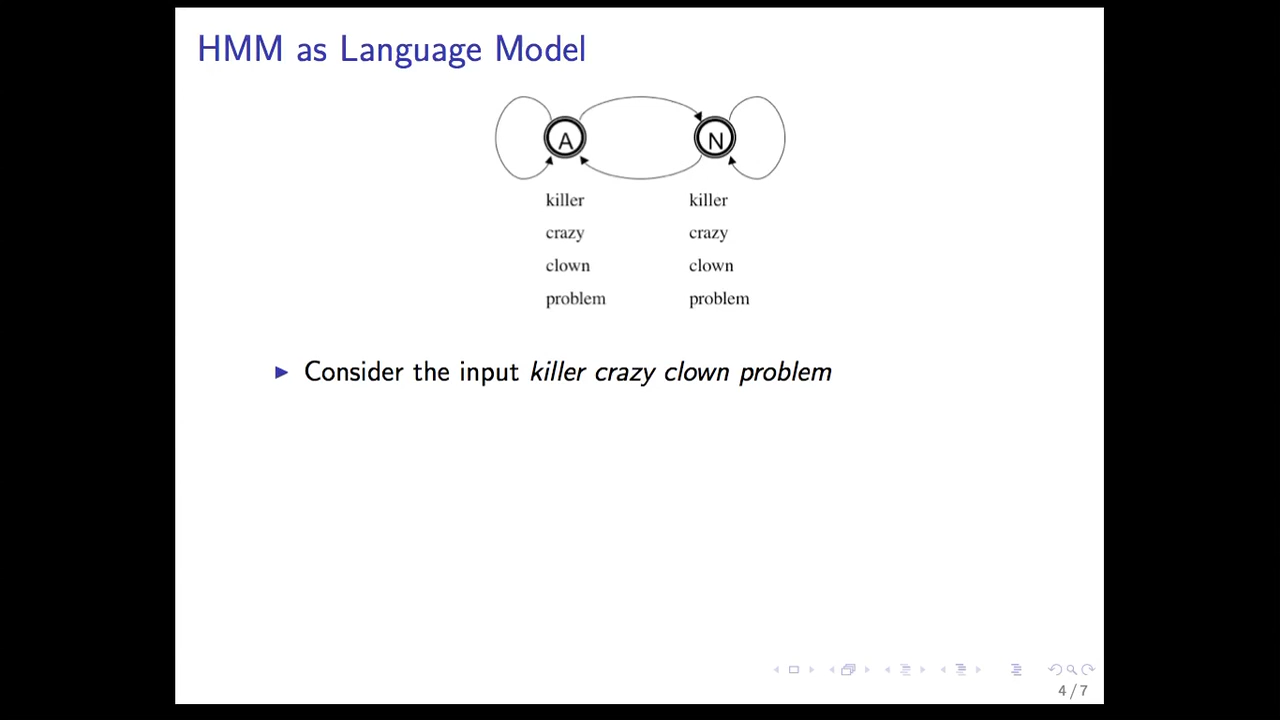 HMM as Language Model
A N
killer killer
crazy crazy
clown clown
problem problem
Consider the input killer crazy clown problem
4 / 7